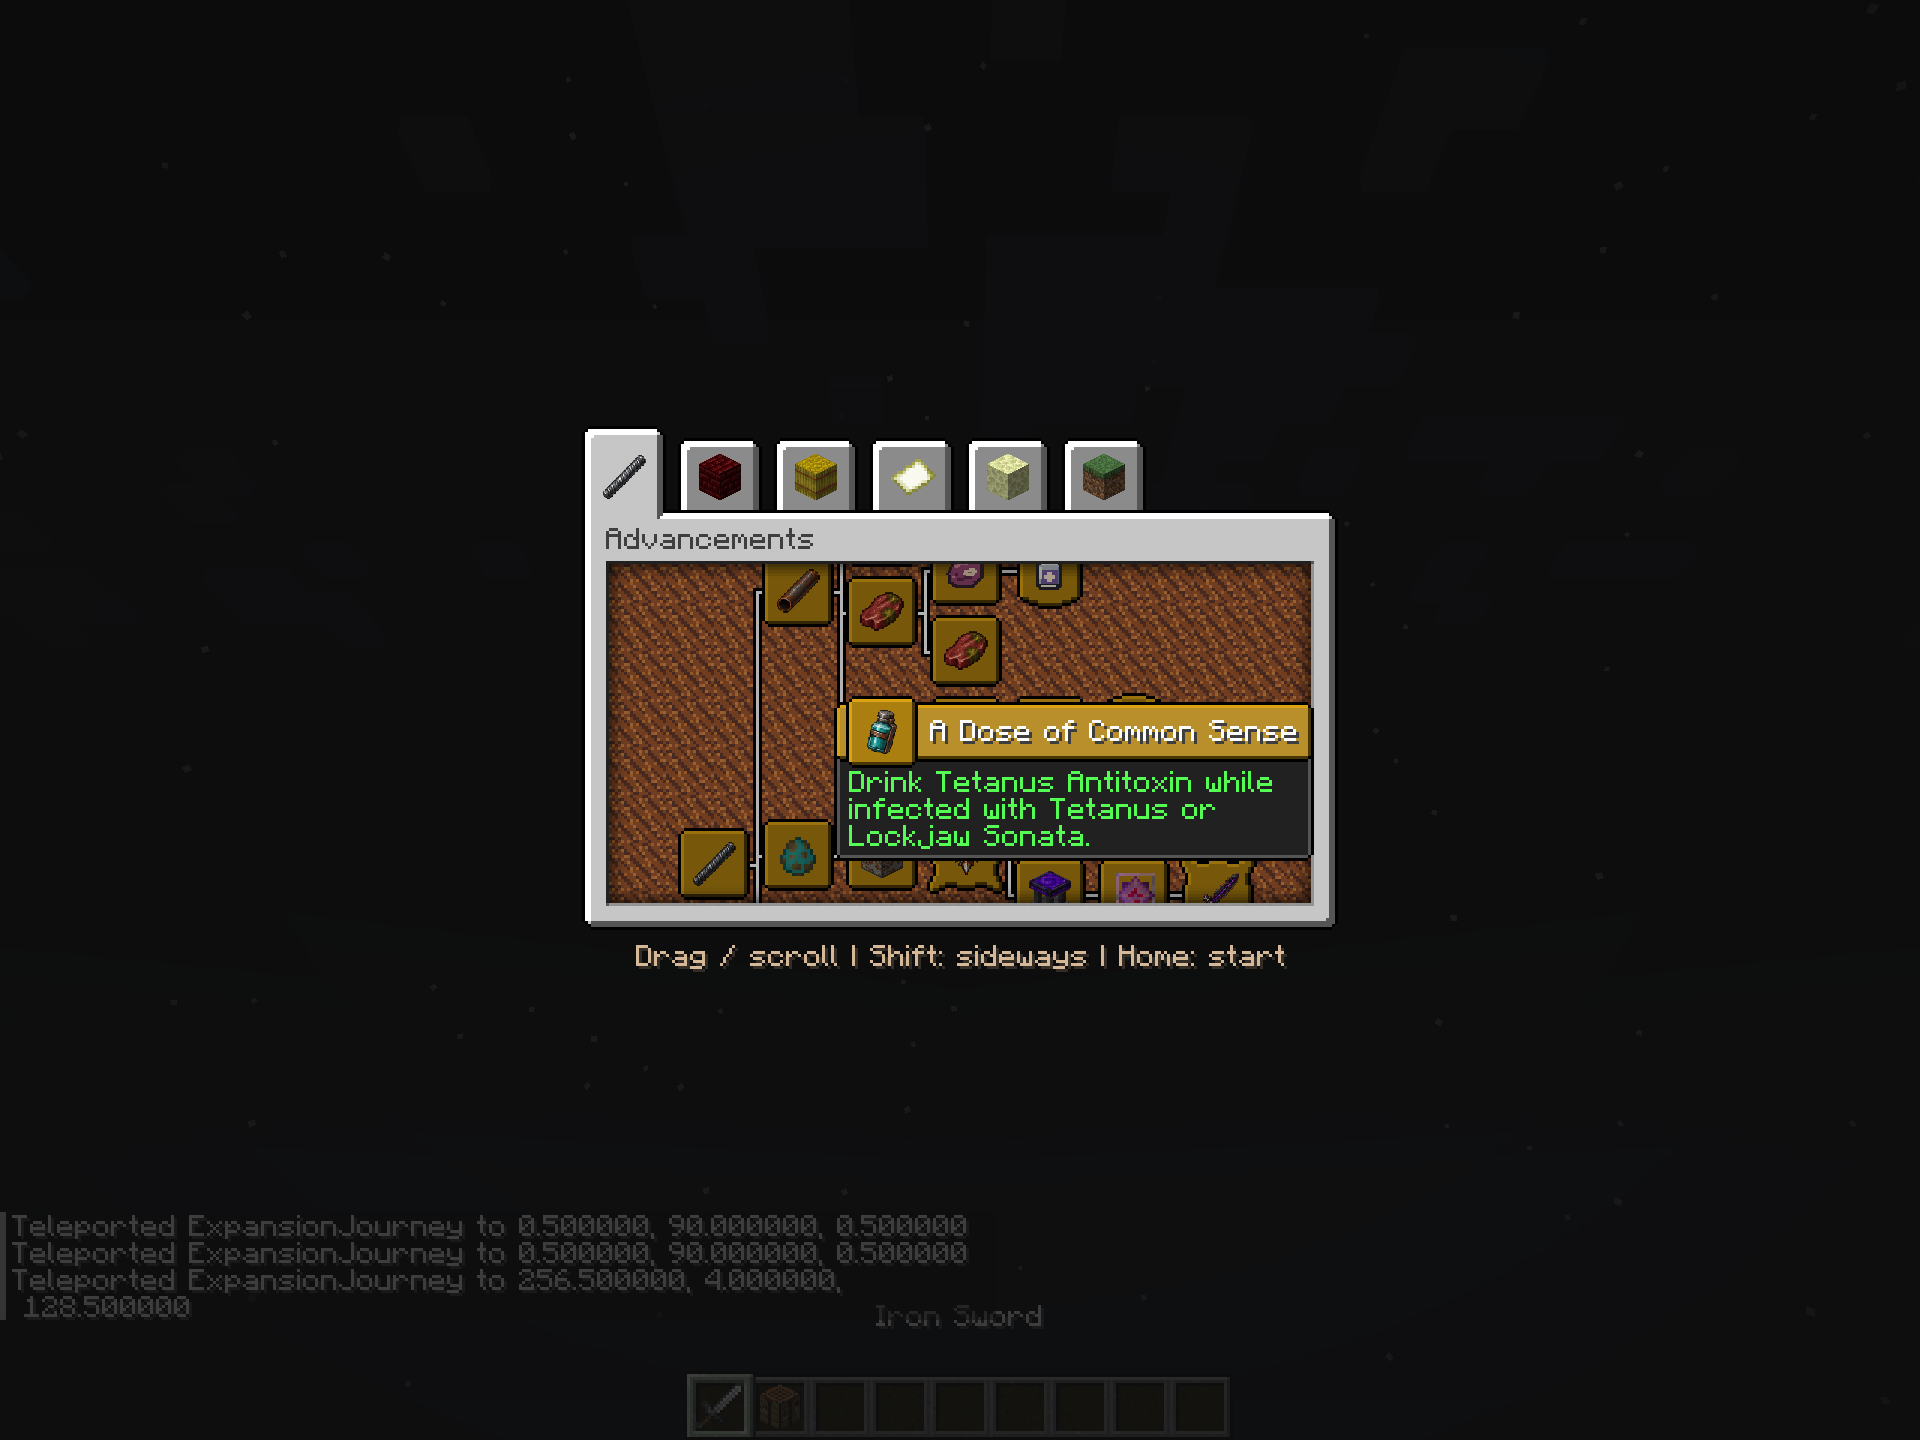 Advancements
A Dose of Common Sense
Drink Tetanus Antitoxin while
infected with Tetanus or
Lockjaw Sonata.
Drag / scroll | Shift: sideways | Home: start
Teleported ExpansionJourney to 0.500000, 90.000000, 0.500000
Teleported ExpansionJourney to 0.500000, 90.000000, 0.500000
Teleported ExpansionJourney to 256.500000, 4.000000,
128.500000
Iron Sword